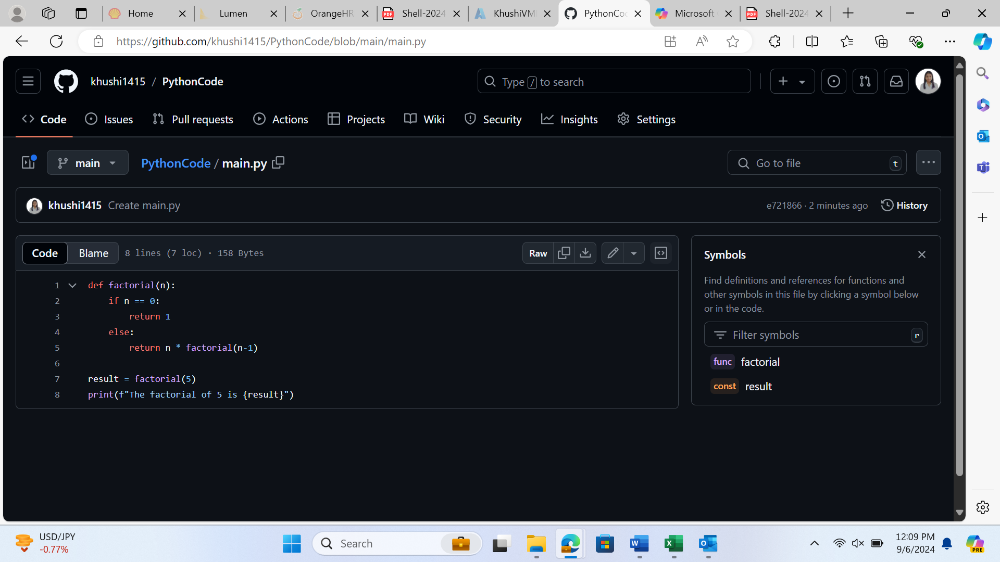 Home
Lumen
OrangeHR
Shell-2024
KhushiVM
PythonCo
Microsoft
Shell-2024
https://github.com/khushi1415/PythonCode/blob/main/main.py
khushi1415 / PythonCode
Type / to search
Code
Issues
Pull requests
Actions
Projects
Wiki
Security
Insights
Settings
main
PythonCode / main.py
Go to file
t
khushi1415 Create main.py
e721866 · 2 minutes ago
History
Code
Blame
8 lines (7 loc) · 158 Bytes
Raw
1 def factorial(n):
2     if n == 0:
3         return 1
4     else:
5         return n * factorial(n-1)
6
7 result = factorial(5)
8 print(f"The factorial of 5 is {result}")
Symbols
Find definitions and references for functions and
other symbols in this file by clicking a symbol below
or in the code.
Filter symbols
r
func factorial
const result
USD/JPY
-0.77%
Search
12:09 PM
9/6/2024
PRE